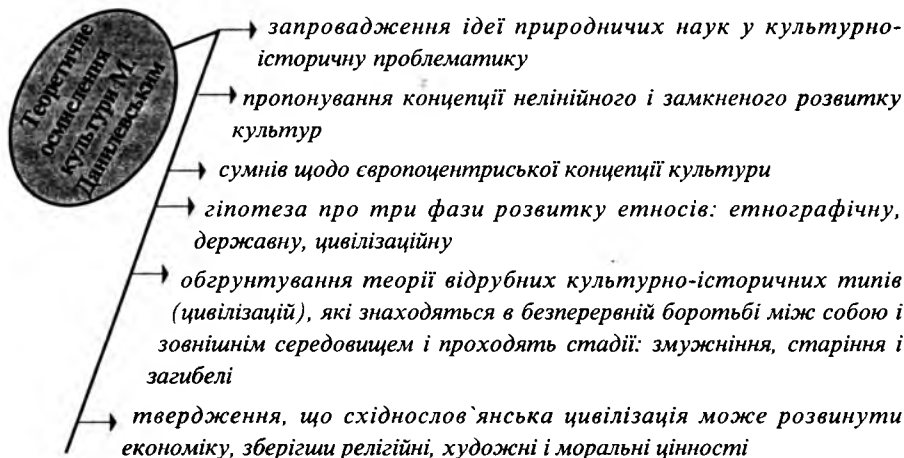 Теоретичне
осмислення
культури М.
Данилевським
запровадження ідеї природничих наук у культурно-
історичну проблематику
пропонування концепції нелінійного і замкненого розвитку
культур
сумнів щодо європоцентриської концепції культури
гіпотеза про три фази розвитку етносів: етнографічну,
державну, цивілізаційну
обгрунтування теорії відрубних культурно-історичних типів
(цивілізацій), які знаходяться в безперервній боротьбі між собою і
зовнішнім середовищем і проходять стадії: змужніння, старіння і
загибелі
твердження, що східнослов`янська цивілізація може розвинути
економіку, зберігши релігійні, художні і моральні цінності